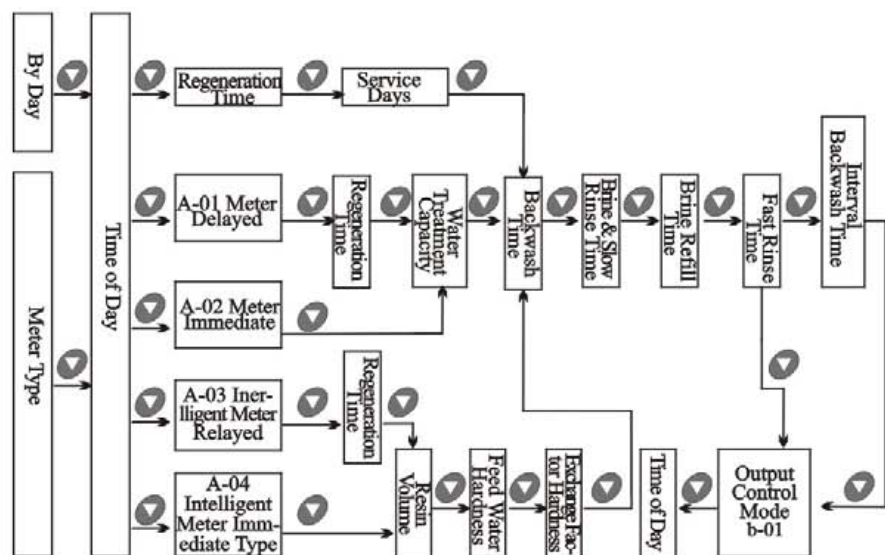 By Day
Meter Type
Time of Day
Regeneration
Time
Service
Days
A-01 Meter
Delayed
Regeneration
Time
Water
Treatment
Capacity
Backwash
Time
Brine & Slow
Rinse Time
Brine Refill
Time
Fast Rinse
Time
Interval
Backwash Time
A-02 Meter
Immediate
A-03 Iner-
lligent Meter
Relayed
Regeneration
Time
A-04
Intelligent
Meter Imm-
ediate Type
Resin
Volume
Feed Water
Hardness
Exchange Fac-
tor Hardness
Time of Day
Output
Control
Mode
b-01